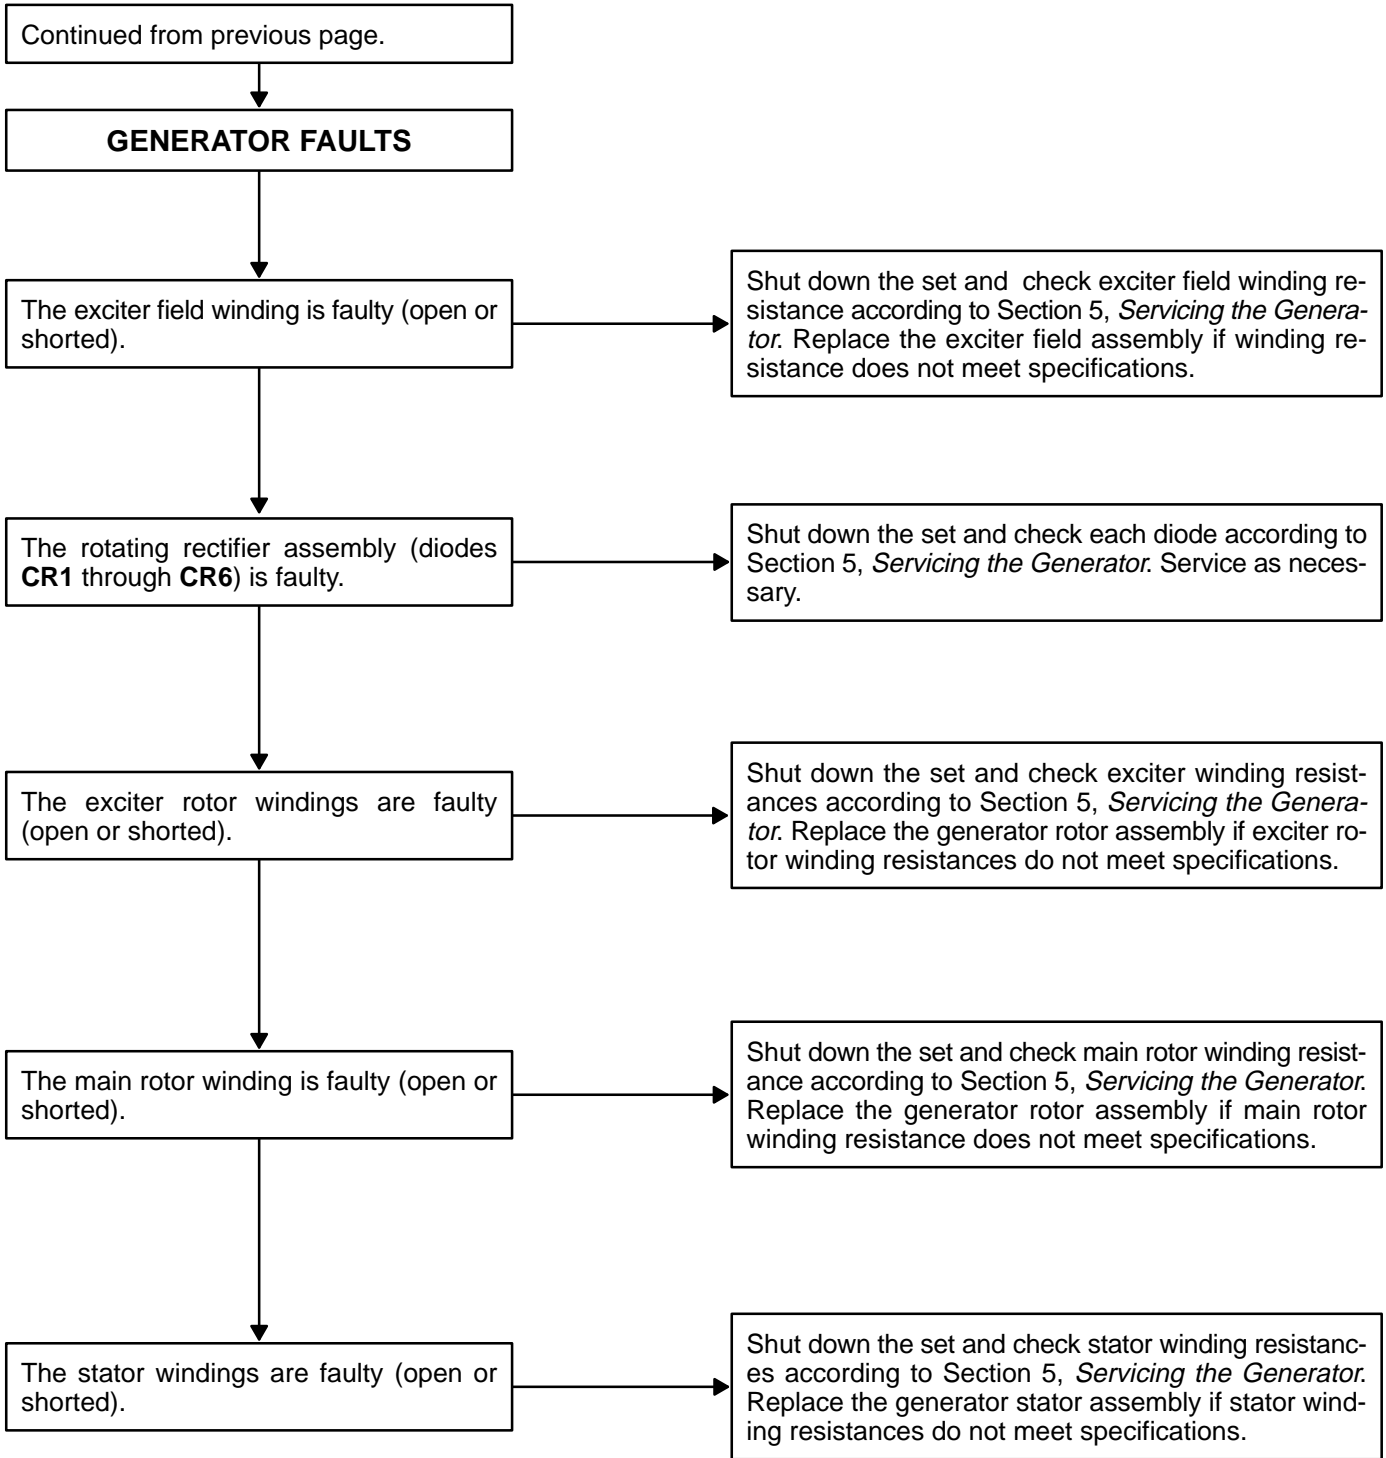 Continued from previous page.
GENERATOR FAULTS
The exciter field winding is faulty (open or
shorted).
Shut down the set and check exciter field winding re-
sistance according to Section 5, Servicing the Genera-
tor. Replace the exciter field assembly if winding re-
sistance does not meet specifications.
The rotating rectifier assembly (diodes
CR1 through CR6) is faulty.
Shut down the set and check each diode according to
Section 5, Servicing the Generator. Service as neces-
sary.
The exciter rotor windings are faulty
(open or shorted).
Shut down the set and check exciter winding resist-
ances according to Section 5, Servicing the Genera-
tor. Replace the generator rotor assembly if exciter ro-
tor winding resistances do not meet specifications.
The main rotor winding is faulty (open or
shorted).
Shut down the set and check main rotor winding resist-
ance according to Section 5, Servicing the Generator.
Replace the generator rotor assembly if main rotor
winding resistance does not meet specifications.
The stator windings are faulty (open or
shorted).
Shut down the set and check stator winding resistanc-
es according to Section 5, Servicing the Generator.
Replace the generator stator assembly if stator wind-
ing resistances do not meet specifications.